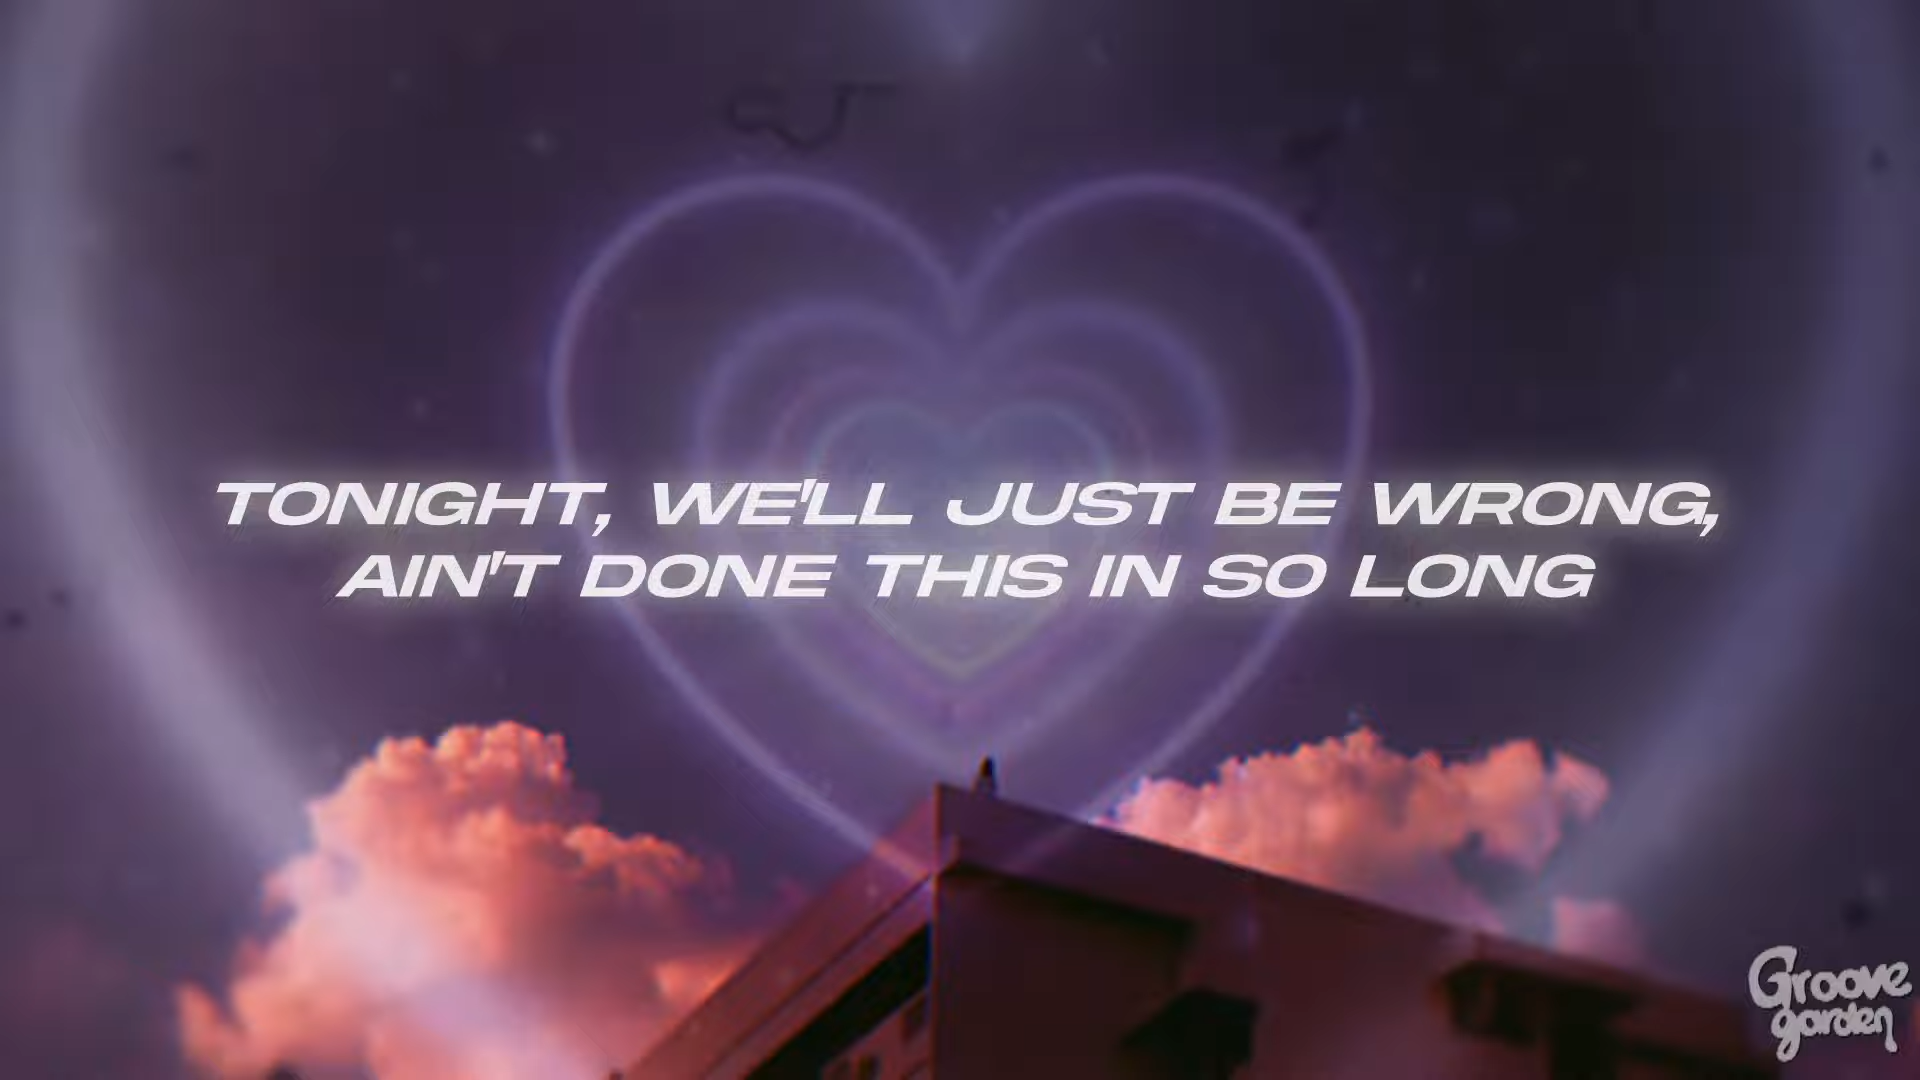 TONIGHT, WE'LL JUST BE WRONG,
AIN'T DONE THIS IN SO LONG
Groove
garden